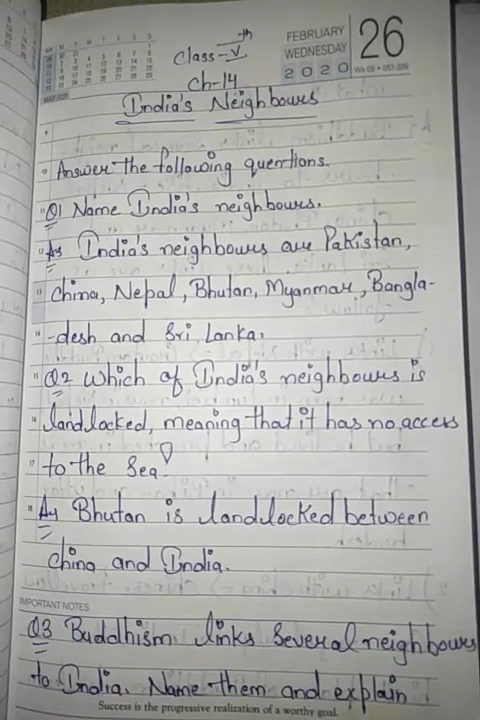 FEBRUARY
WEDNESDAY
26
2020
Class - V th
Ch-14
India's Neighbours
Answer the following questions.
Q1 Name India's neighbours.
Ans India's neighbours are Pakistan,
China, Nepal, Bhutan, Myanmar, Bangla-
-desh and Sri Lanka.
Q2 Which of India's neighbours is
landlocked, meaning that it has no access
to the Sea?
Ans Bhutan is landlocked between
China and India.
IMPORTANT NOTES
Q3 Buddhism links Several neighbours
to India. Name them and explain
Success is the progressive realization of a worthy goal.